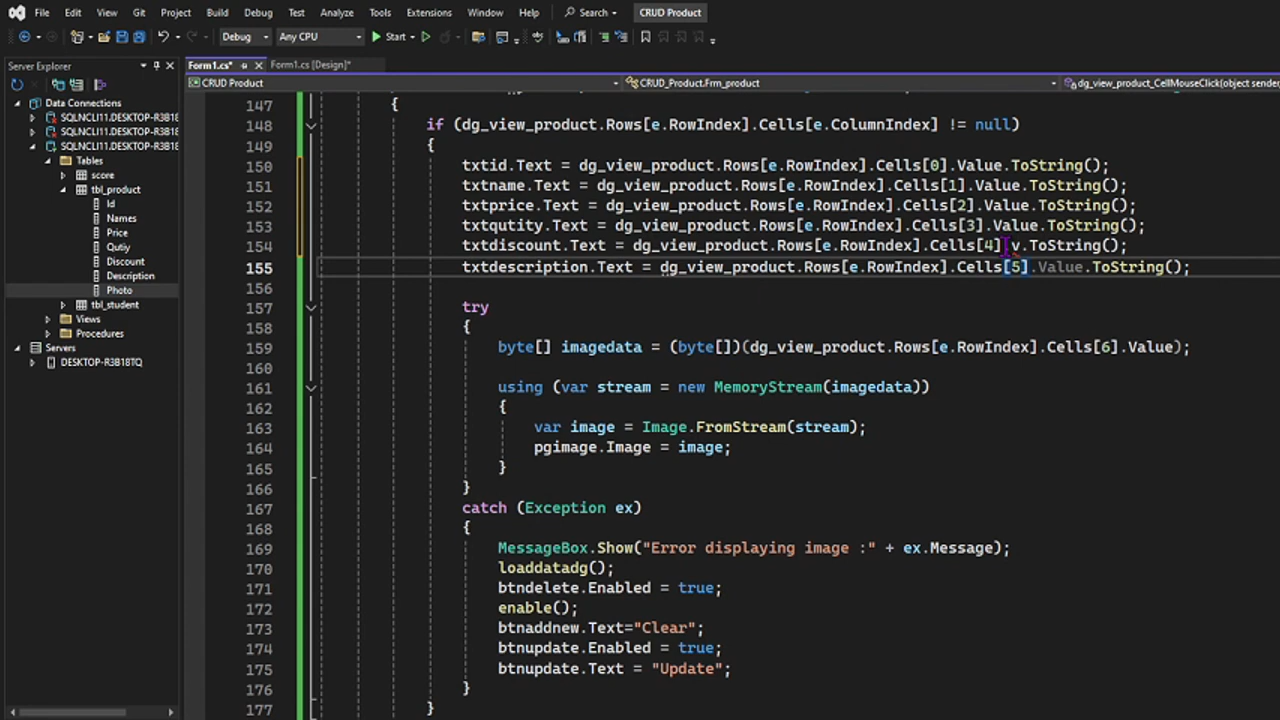 File Edit View Git Project Build Debug Test Analyze Tools Extensions Window Help Search CRUD Product
Debug Any CPU Start
Server Explorer
Form1.cs* Form1.cs [Design]*
CRUD Product CRUD_Product.Frm_product dg_view_product_CellMouseClick(object sender
Data Connections
SQLNCLI11.DESKTOP-R3B18
SQLNCLI11.DESKTOP-R3B18
SQLNCLI11.DESKTOP-R3B18
Tables
score
tbl_product
Id
Names
Price
Qutiy
Discount
Description
Photo
tbl_student
Views
Procedures
Servers
DESKTOP-R3B18TQ
147 {
148 if (dg_view_product.Rows[e.RowIndex].Cells[e.ColumnIndex] != null)
149 {
150 txtid.Text = dg_view_product.Rows[e.RowIndex].Cells[0].Value.ToString();
151 txtname.Text = dg_view_product.Rows[e.RowIndex].Cells[1].Value.ToString();
152 txtprice.Text = dg_view_product.Rows[e.RowIndex].Cells[2].Value.ToString();
153 txtqutity.Text = dg_view_product.Rows[e.RowIndex].Cells[3].Value.ToString();
154 txtdiscount.Text = dg_view_product.Rows[e.RowIndex].Cells[4] v.ToString();
155 txtdescription.Text = dg_view_product.Rows[e.RowIndex].Cells[5].Value.ToString();
156
157 try
158 {
159 byte[] imagedata = (byte[])(dg_view_product.Rows[e.RowIndex].Cells[6].Value);
160
161 using (var stream = new MemoryStream(imagedata))
162 {
163 var image = Image.FromStream(stream);
164 pgimage.Image = image;
165 }
166 }
167 catch (Exception ex)
168 {
169 MessageBox.Show("Error displaying image :" + ex.Message);
170 loaddatadg();
171 btndelete.Enabled = true;
172 enable();
173 btnaddnew.Text="Clear";
174 btnupdate.Enabled = true;
175 btnupdate.Text = "Update";
176 }
177 }